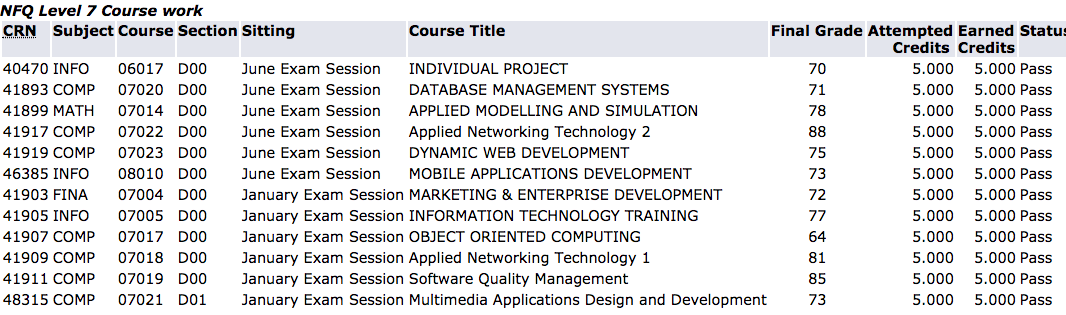 NFQ Level 7 Course work
CRN Subject Course Section Sitting Course Title Final Grade Attempted Credits Earned Credits Status
40470 INFO 06017 D00 June Exam Session INDIVIDUAL PROJECT 70 5.000 5.000 Pass
41893 COMP 07020 D00 June Exam Session DATABASE MANAGEMENT SYSTEMS 71 5.000 5.000 Pass
41899 MATH 07014 D00 June Exam Session APPLIED MODELLING AND SIMULATION 78 5.000 5.000 Pass
41917 COMP 07022 D00 June Exam Session Applied Networking Technology 2 88 5.000 5.000 Pass
41919 COMP 07023 D00 June Exam Session DYNAMIC WEB DEVELOPMENT 75 5.000 5.000 Pass
46385 INFO 08010 D00 June Exam Session MOBILE APPLICATIONS DEVELOPMENT 73 5.000 5.000 Pass
41903 FINA 07004 D00 January Exam Session MARKETING & ENTERPRISE DEVELOPMENT 72 5.000 5.000 Pass
41905 INFO 07005 D00 January Exam Session INFORMATION TECHNOLOGY TRAINING 77 5.000 5.000 Pass
41907 COMP 07017 D00 January Exam Session OBJECT ORIENTED COMPUTING 64 5.000 5.000 Pass
41909 COMP 07018 D00 January Exam Session Applied Networking Technology 1 81 5.000 5.000 Pass
41911 COMP 07019 D00 January Exam Session Software Quality Management 85 5.000 5.000 Pass
48315 COMP 07021 D01 January Exam Session Multimedia Applications Design and Development 73 5.000 5.000 Pass